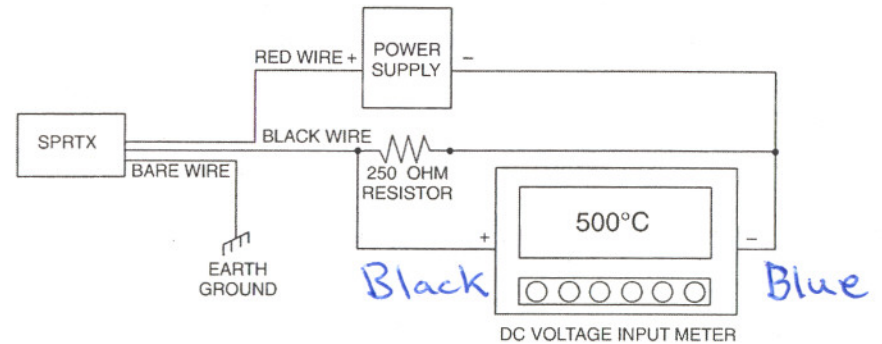 RED WIRE +
POWER
SUPPLY
-
SPRTX
BLACK WIRE
BARE WIRE
250 OHM
RESISTOR
500°C
+
-
EARTH
GROUND
Black
Blue
DC VOLTAGE INPUT METER